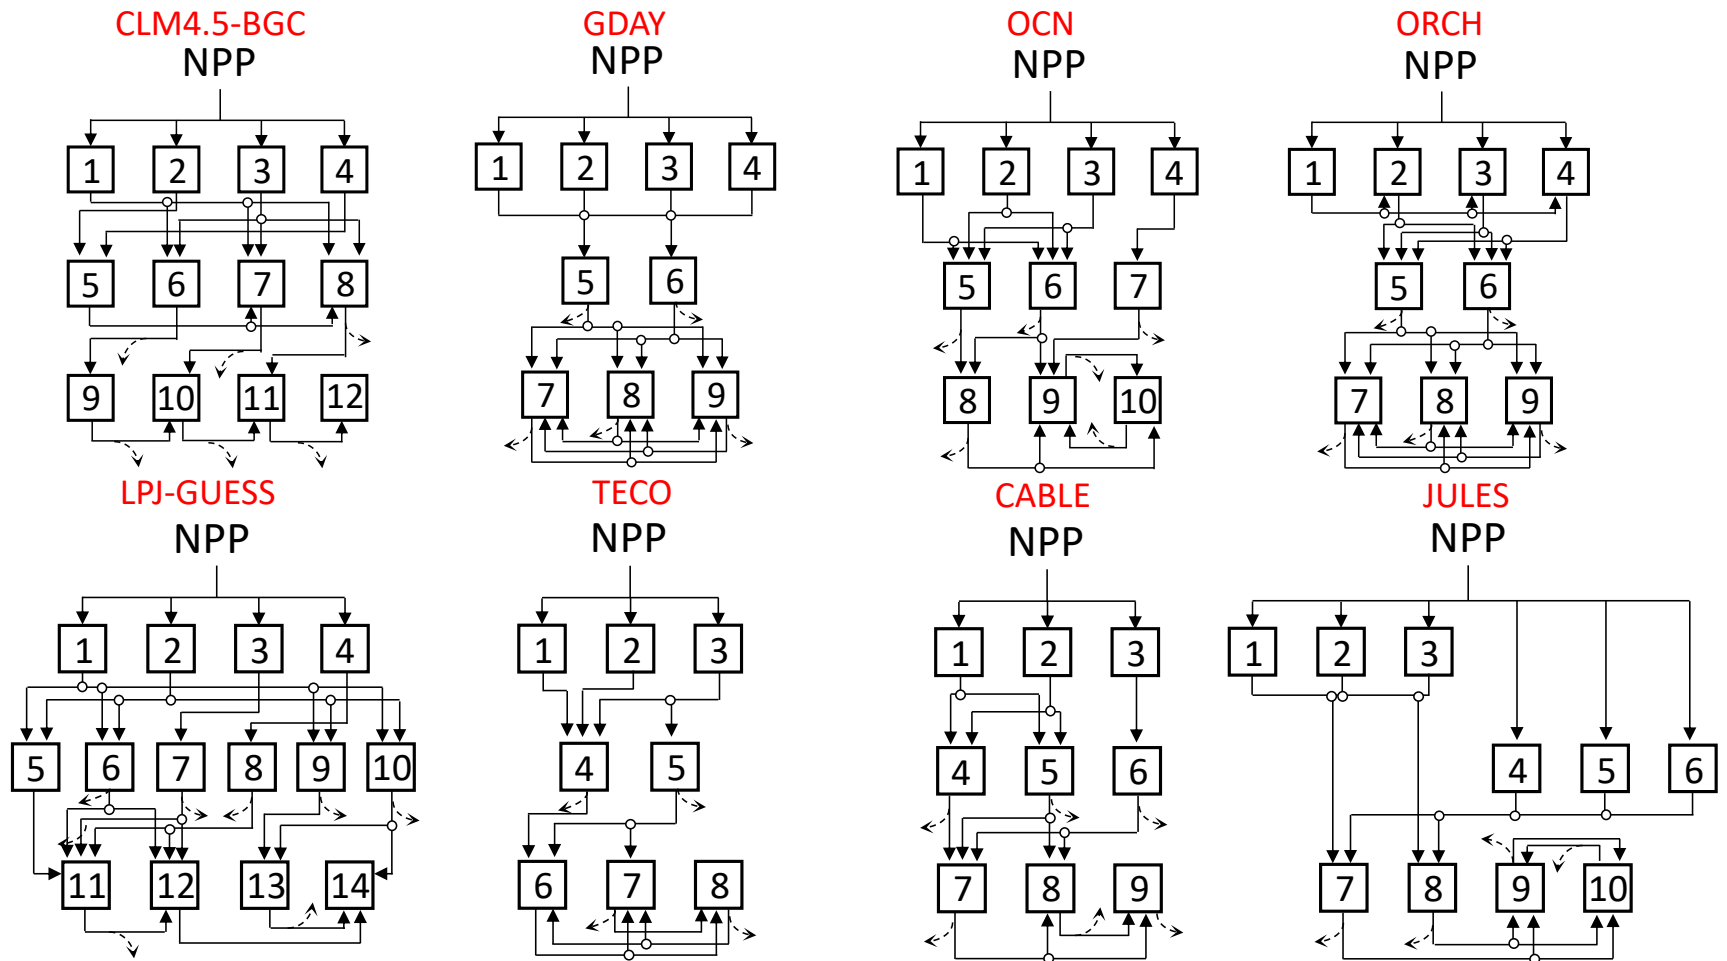 CLM4.5-BGC
NPP
1 2 3 4
5 6 7 8
9 10 11 12
GDAY
NPP
1 2 3 4
5 6
7 8 9
OCN
NPP
1 2 3 4
5 6 7
8 9 10
ORCH
NPP
1 2 3 4
5 6
7 8 9
LPJ-GUESS
NPP
1 2 3 4
5 6 7 8 9 10
11 12 13 14
TECO
NPP
1 2 3
4 5
6 7 8
CABLE
NPP
1 2 3
4 5 6
7 8 9
JULES
NPP
1 2 3
4 5 6
7 8 9 10